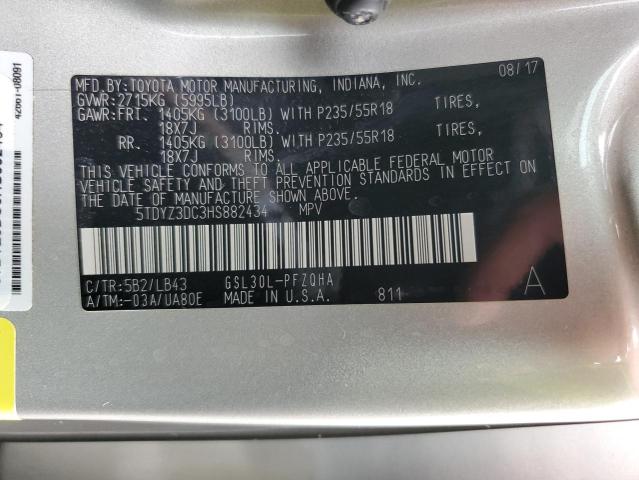 MFD.BY:TOYOTA MOTOR MANUFACTURING, INDIANA, INC. 08/17
GVWR:2715KG (5995LB)
GAWR:FRT. 1405KG (3100LB) WITH P235/55R18 TIRES,
18X7J RIMS.
RR. 1405KG (3100LB) WITH P235/55R18 TIRES,
18X7J RIMS.
THIS VEHICLE CONFORMS TO ALL APPLICABLE FEDERAL MOTOR
VEHICLE SAFETY AND THEFT PREVENTION STANDARDS IN EFFECT ON
THE DATE OF MANUFACTURE SHOWN ABOVE.
5TDYZ3DC3HS882434 MPV
C/TR:5B2/LB43 GSL30L-PFZQHA
A/TM:-03A/UA80E MADE IN U.S.A. 811 A
42661-08091